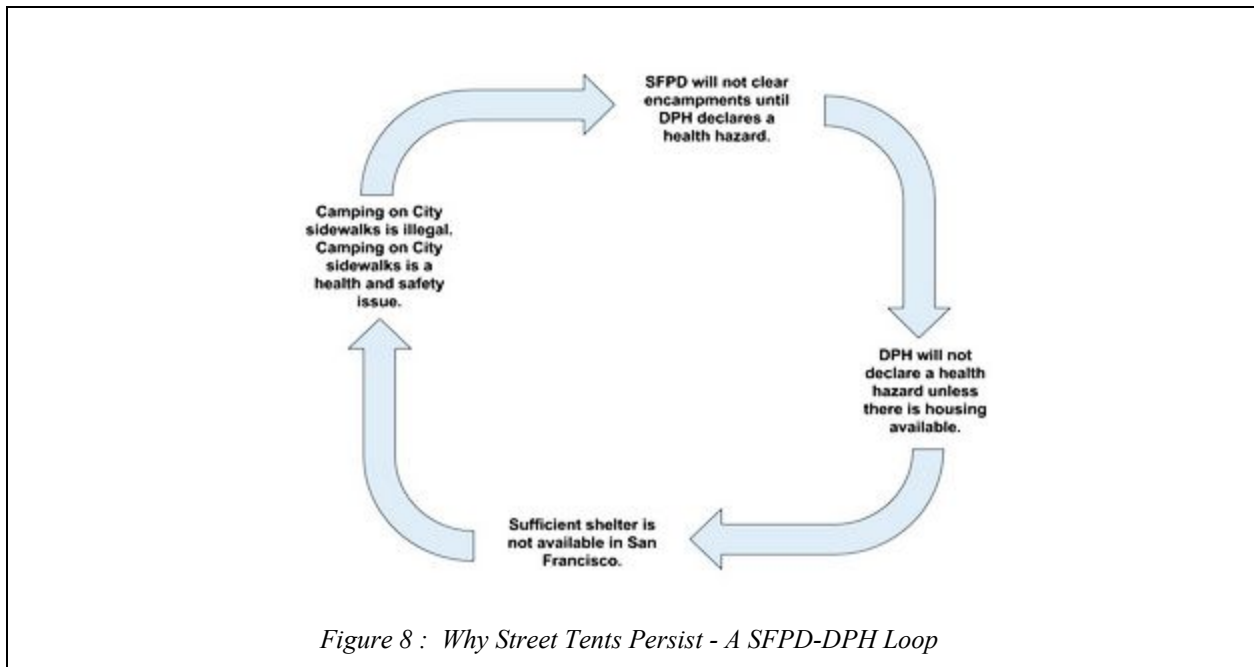 SFPD will not clear
encampments until
DPH declares a
health hazard.
DPH will not
declare a health
hazard unless
there is housing
available.
Sufficient shelter is
not available in San
Francisco.
Camping on City
sidewalks is illegal.
Camping on City
sidewalks is a
health and safety
issue.
Figure 8 :  Why Street Tents Persist - A SFPD-DPH Loop